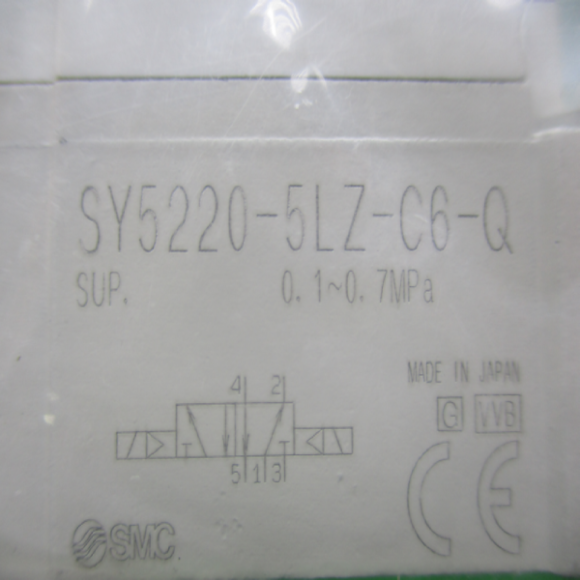 SY5220-5LZ-C6-Q
SUP. 0.1~0.7MPa
MADE IN JAPAN
G VVB
4 2
5 1 3
CE
SMC